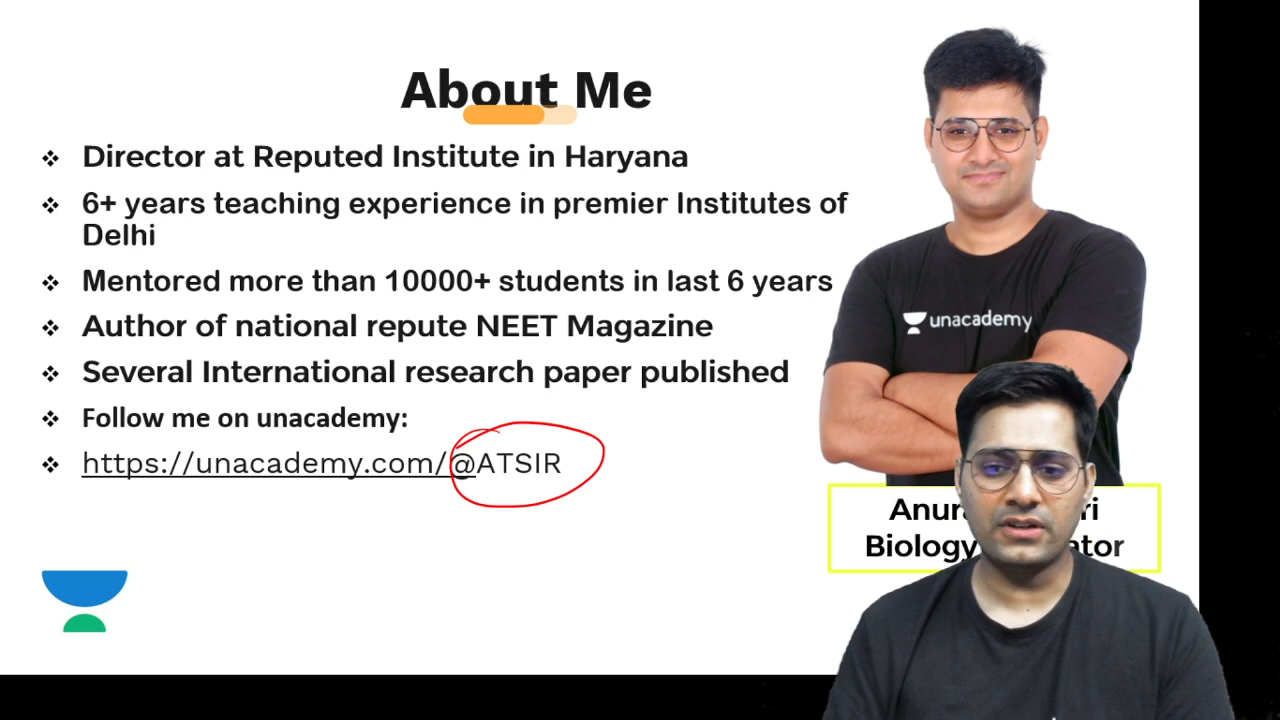 About Me
❖ Director at Reputed Institute in Haryana
❖ 6+ years teaching experience in premier Institutes of
Delhi
❖ Mentored more than 10000+ students in last 6 years
❖ Author of national repute NEET Magazine
❖ Several International research paper published
❖ Follow me on unacademy:
❖ https://unacademy.com/@ATSIR
unacademy
Biology